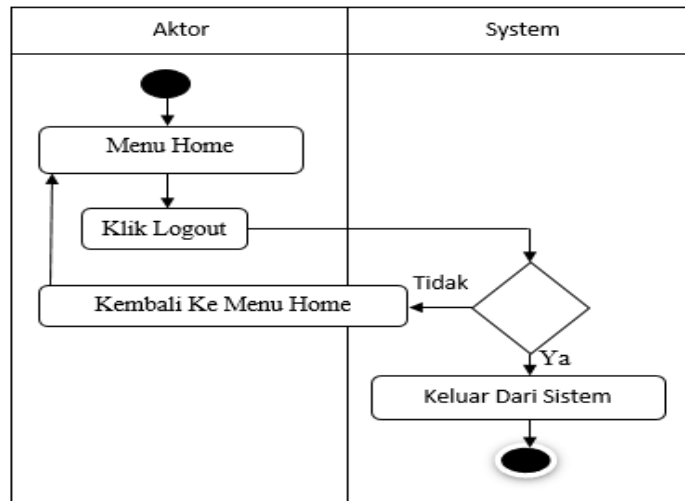 Aktor
System
Menu Home
Klik Logout
Tidak
Kembali Ke Menu Home
Ya
Keluar Dari Sistem